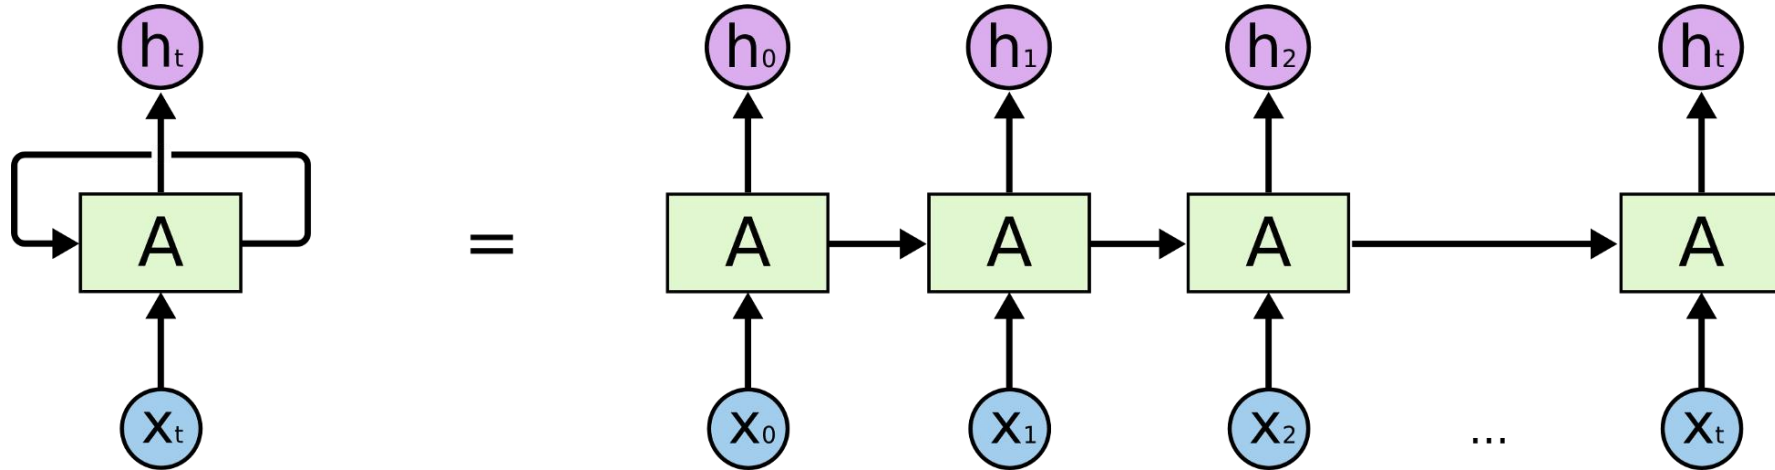 ht h0 h1 h2 ht
A = A A A A
xt x0 x1 x2 ... xt